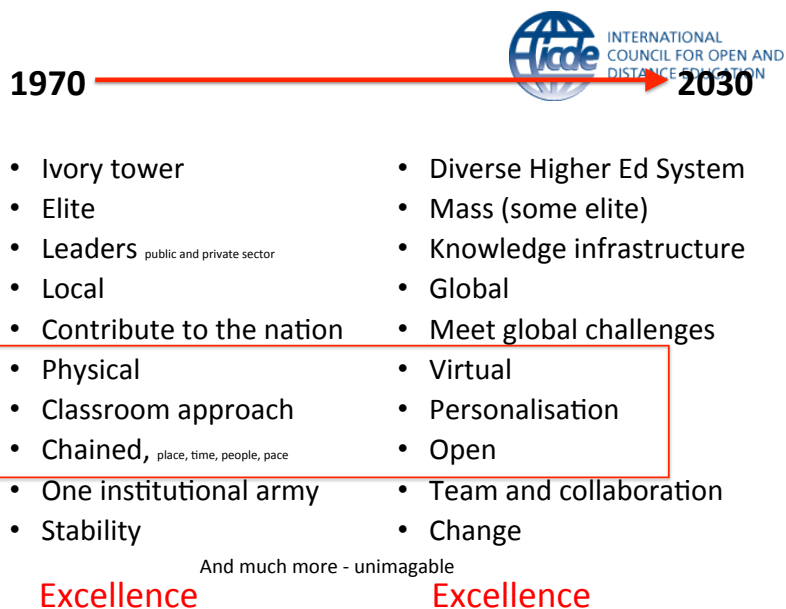 icde
INTERNATIONAL
COUNCIL FOR OPEN AND
DISTANCE EDUCATION
1970
2030
• Ivory tower
• Elite
• Leaders public and private sector
• Local
• Contribute to the nation
• Physical
• Classroom approach
• Chained, place, time, people, pace
• One institutional army
• Stability
• Diverse Higher Ed System
• Mass (some elite)
• Knowledge infrastructure
• Global
• Meet global challenges
• Virtual
• Personalisation
• Open
• Team and collaboration
• Change
And much more - unimagable
Excellence
Excellence